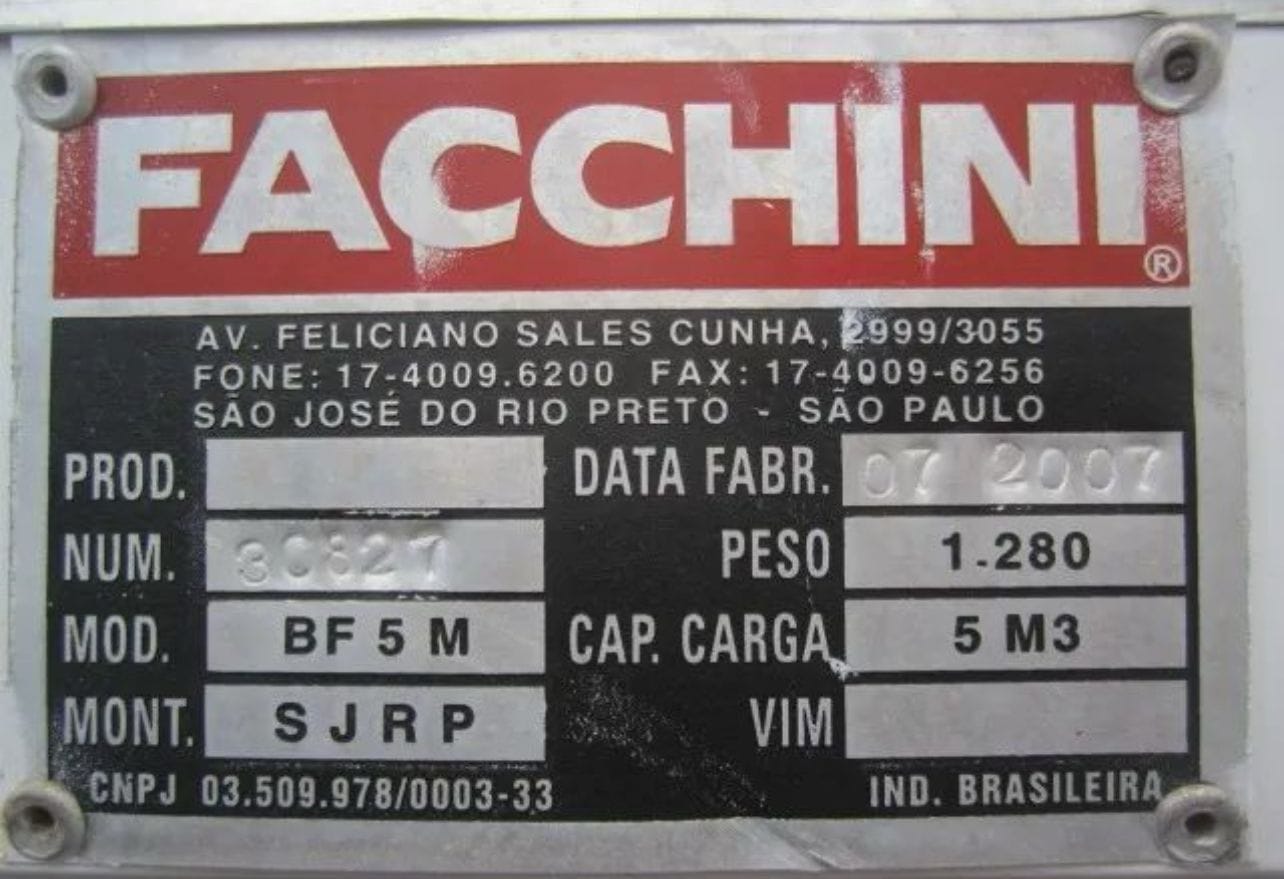 FACCHINI®
AV. FELICIANO SALES CUNHA, 2999/3055
FONE: 17-4009.6200 FAX: 17-4009-6256
SÃO JOSÉ DO RIO PRETO - SÃO PAULO
PROD. DATA FABR. 07 2007
NUM. 30827 PESO 1.280
MOD. BF 5 M CAP. CARGA 5 M3
MONT. S J R P VIM
CNPJ 03.509.978/0003-33 IND. BRASILEIRA